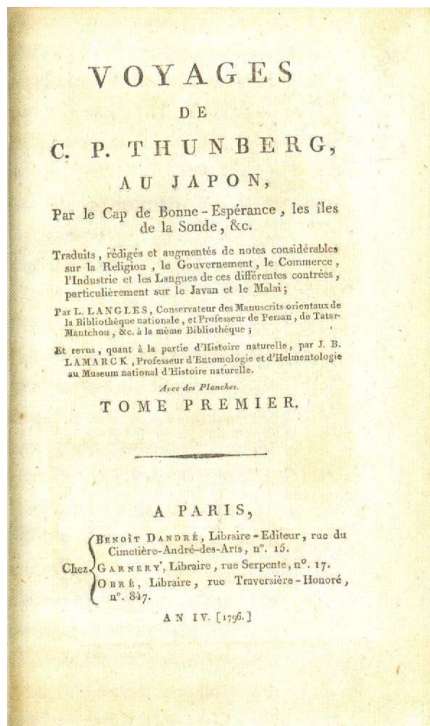 VOYAGES
DE
C. P. THUNBERG,
AU JAPON,
Par le Cap de Bonne-Espérance, les îles
de la Sonde, &c.
Traduits, rédigés et augmentés de notes considérables
sur la Religion, le Gouvernement, le Commerce,
l'Industrie et les Langues de ces différentes contrées,
particulièrement sur le Javan et le Malai;
Par L. LANGLES, Conservateur des Manuscrits orientaux de
la Bibliothèque nationale, et Professeur de Persan, de Tatar-
Mantchou, &c. à la même Bibliothèque;
Et revus, quant à la partie d'Histoire naturelle, par J. B.
LAMARCK, Professeur d'Entomologie et d'Helmentologie
au Museum national d'Histoire naturelle.
Avec des Planches.
TOME PREMIER.
A PARIS,
BENOÎT DANDRÉ, Libraire-Editeur, rue du
Cimetière-André-des-Arts, n°. 15.
Chez GARNERY, Libraire, rue Serpente, n°. 17.
OBRÉ, Libraire, rue Traversière-Honoré,
n°. 847.
AN IV. [1796.]